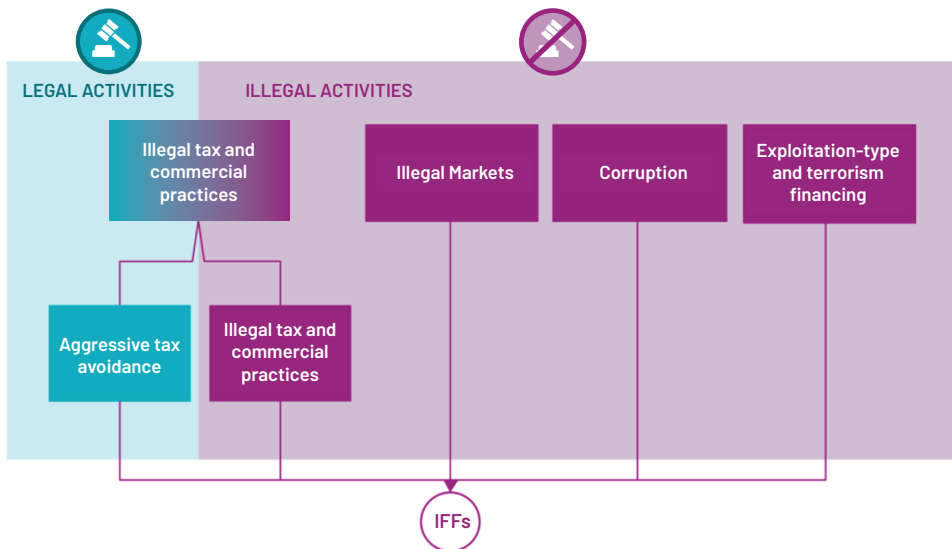 LEGAL ACTIVITIES
ILLEGAL ACTIVITIES
Illegal tax and
commercial
practices
Illegal Markets
Corruption
Exploitation-type
and terrorism
financing
Aggressive tax
avoidance
Illegal tax and
commercial
practices
IFFs